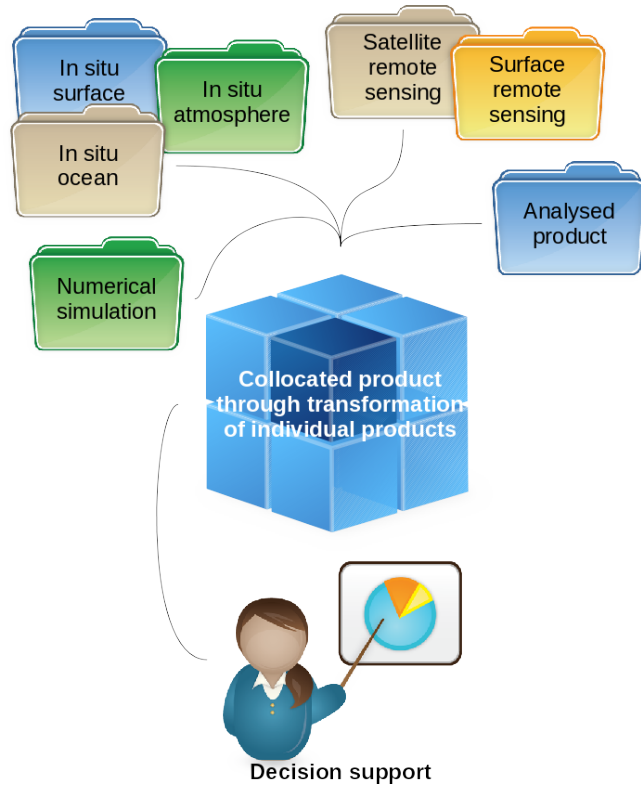 In situ
surface
In situ
atmosphere
In situ
ocean
Satellite
remote
sensing
Surface
remote
sensing
Analysed
product
Numerical
simulation
Collocated product
through transformation
of individual products
Decision support